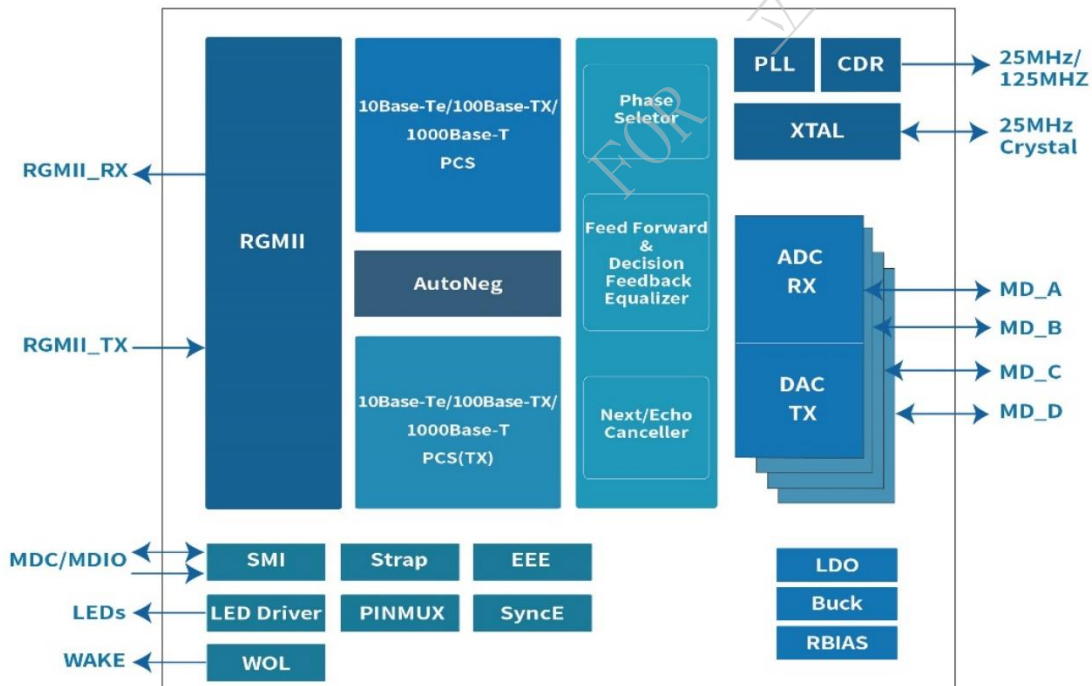 RGMII_RX
RGMII_TX
RGMII
10Base-Te/100Base-TX/
1000Base-T
PCS
AutoNeg
10Base-Te/100Base-TX/
1000Base-T
PCS(TX)
Phase
Seletor
Feed Forward
&
Decision
Feedback
Equalizer
Next/Echo
Canceller
PLL
CDR
25MHz/
125MHZ
XTAL
25MHz
Crystal
ADC
RX
DAC
TX
MD_A
MD_B
MD_C
MD_D
MDC/MDIO
SMI
Strap
EEE
LEDs
LED Driver
PINMUX
SyncE
WAKE
WOL
LDO
Buck
RBIAS
FOR